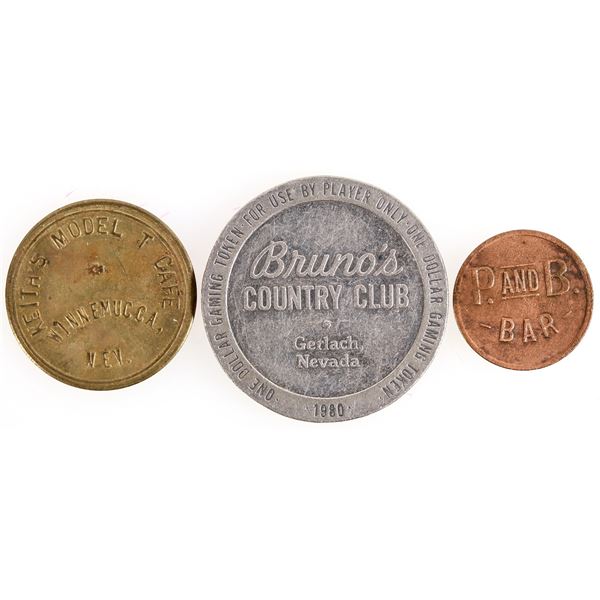 KEITH'S MODEL T CAFE,
WINNEMUCCA,
NEV.
ONE DOLLAR GAMING TOKEN · FOR USE BY PLAYER ONLY · ONE DOLLAR GAMING TOKEN ·
Bruno's
COUNTRY CLUB
Gerlach,
Nevada
· 1980 ·
P. AND B.
- BAR -